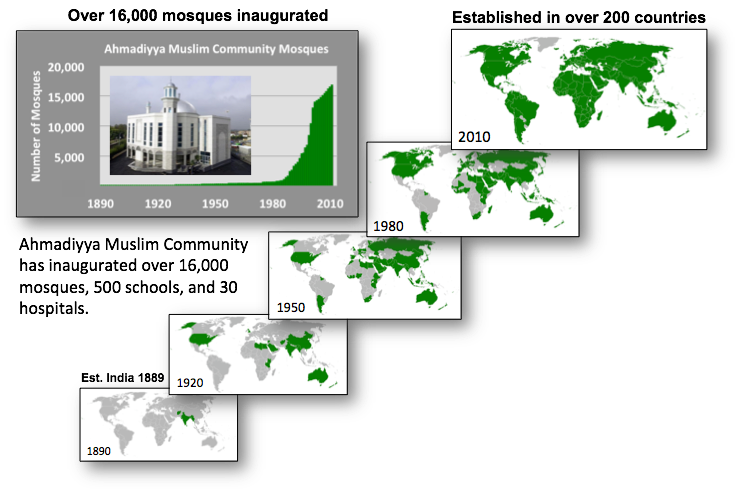 Over 16,000 mosques inaugurated
Established in over 200 countries
Ahmadiyya Muslim Community Mosques
Number of Mosques
20,000
15,000
10,000
5,000
1890 1920 1950 1980 2010
2010
1980
Ahmadiyya Muslim Community
has inaugurated over 16,000
mosques, 500 schools, and 30
hospitals.
1950
1920
Est. India 1889
1890